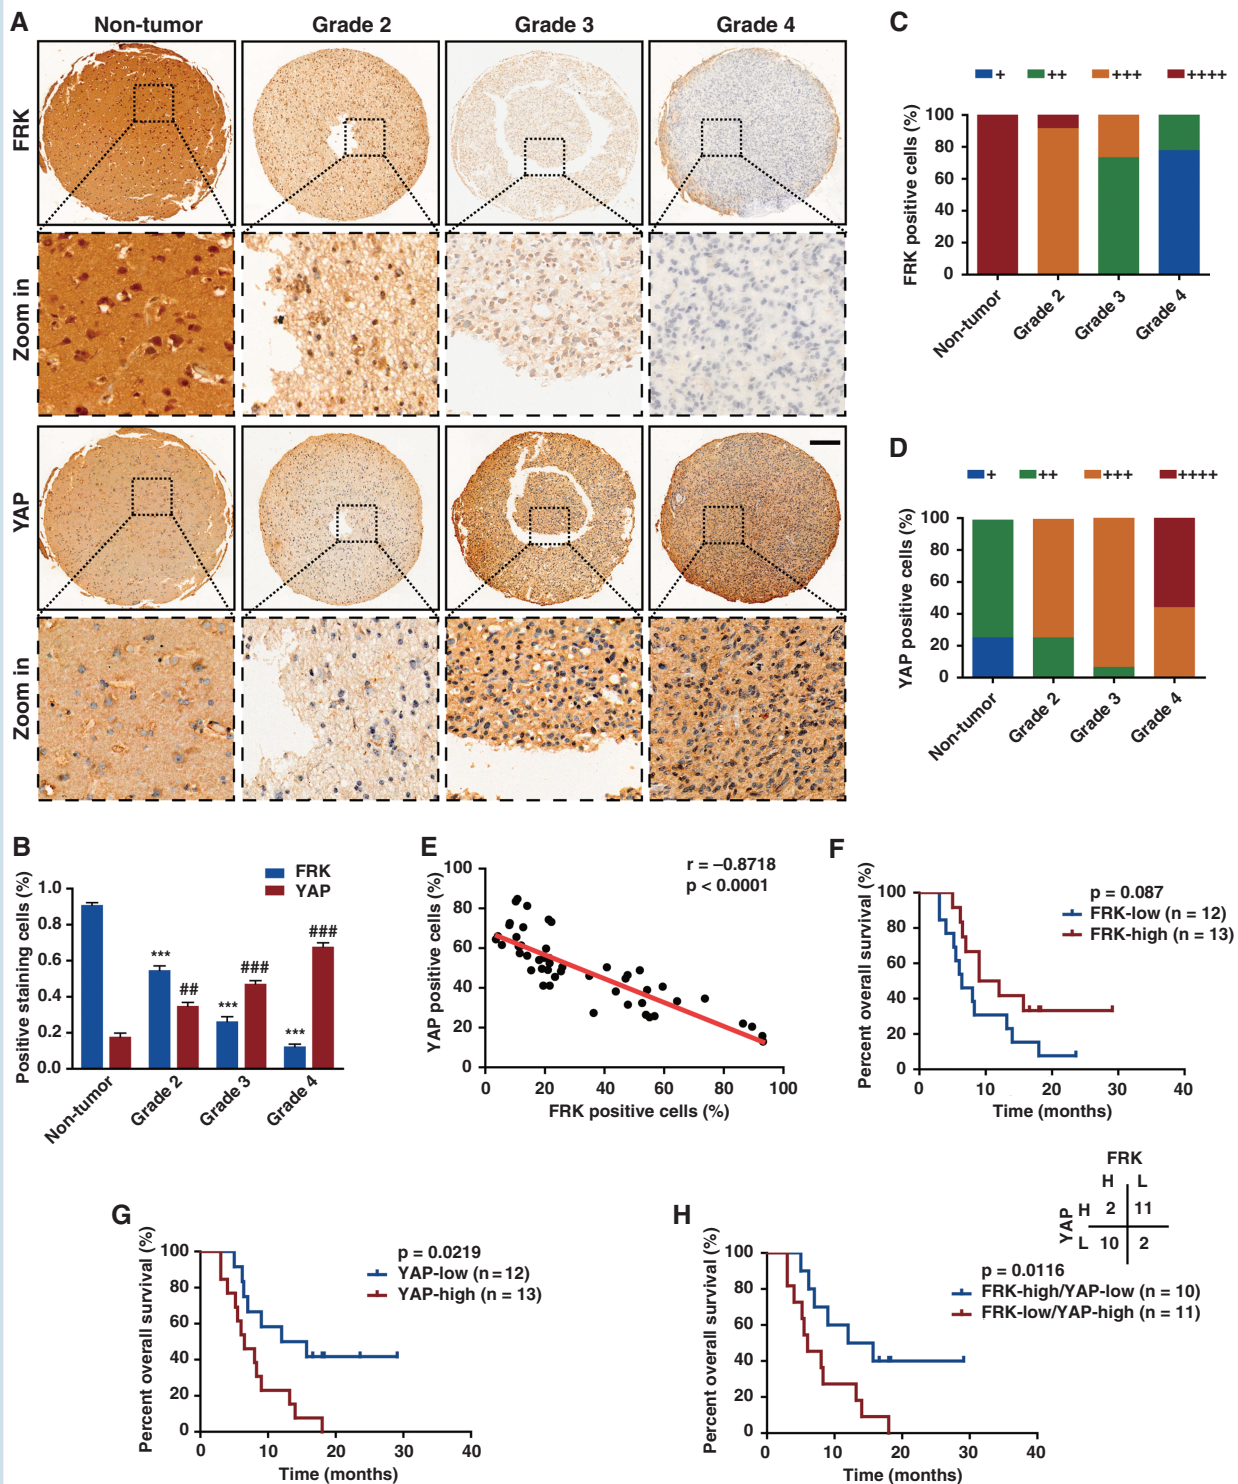 A
Non-tumor Grade 2 Grade 3 Grade 4
FRK
Zoom in
YAP
Zoom in
C
+ ++ +++ ++++
FRK positive cells (%)
100
80
60
40
20
0
Non-tumor Grade 2 Grade 3 Grade 4
D
+ ++ +++ ++++
YAP positive cells (%)
100
80
60
40
20
0
Non-tumor Grade 2 Grade 3 Grade 4
B
FRK
YAP
Positive staining cells (%)
1.0
0.8
0.6
0.4
0.2
0.0
*** ## *** ### *** ###
Non-tumor Grade 2 Grade 3 Grade 4
E
r = –0.8718
p < 0.0001
YAP positive cells (%)
100
80
60
40
20
0
0 20 40 60 80 100
FRK positive cells (%)
F
p = 0.087
FRK-low (n = 12)
FRK-high (n = 13)
Percent overall survival (%)
100
80
60
40
20
0
0 10 20 30 40
Time (months)
G
p = 0.0219
YAP-low (n = 12)
YAP-high (n = 13)
Percent overall survival (%)
100
80
60
40
20
0
0 10 20 30 40
Time (months)
H
FRK
H L
YAP
H 2 11
L 10 2
p = 0.0116
FRK-high/YAP-low (n = 10)
FRK-low/YAP-high (n = 11)
Percent overall survival (%)
100
80
60
40
20
0
0 10 20 30 40
Time (months)